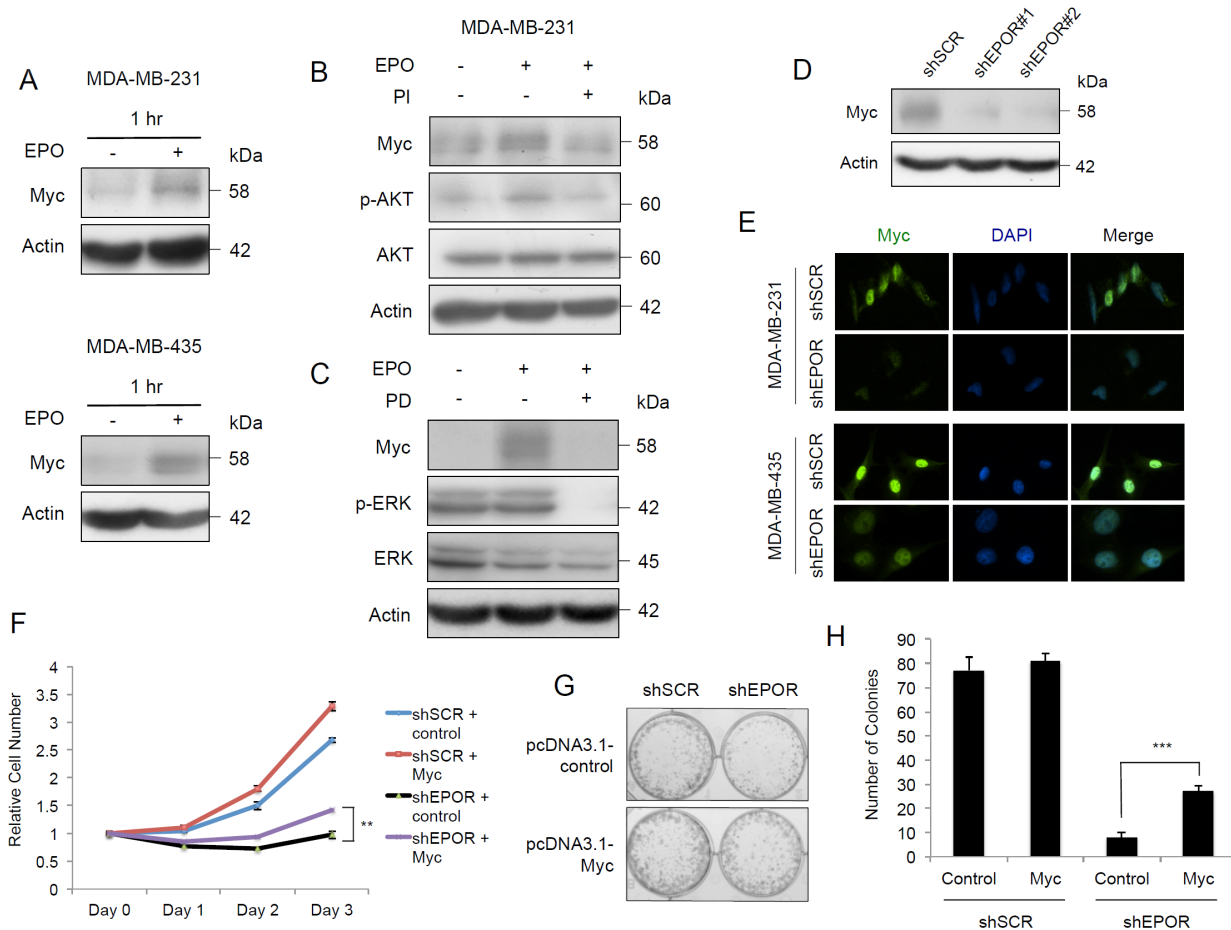 A
MDA-MB-231
1 hr
EPO - + kDa
Myc 58
Actin 42
MDA-MB-435
1 hr
EPO - + kDa
Myc 58
Actin 42
MDA-MB-231
B
EPO - + +
PI - - + kDa
Myc 58
p-AKT 60
AKT 60
Actin 42
C
EPO - + +
PD - - + kDa
Myc 58
p-ERK 42
ERK 45
Actin 42
D
shSCR shEPOR#1 shEPOR#2
kDa
Myc 58
Actin 42
E
Myc DAPI Merge
MDA-MB-231
shSCR
shEPOR
MDA-MB-435
shSCR
shEPOR
F
Relative Cell Number
4
3.5
3
2.5
2
1.5
1
0.5
0
Day 0 Day 1 Day 2 Day 3
shSCR +
control
shSCR +
Myc
shEPOR +
control
shEPOR +
Myc
**
G
shSCR shEPOR
pcDNA3.1-
control
pcDNA3.1-
Myc
H
Number of Colonies
90
80
70
60
50
40
30
20
10
0
***
Control Myc Control Myc
shSCR shEPOR